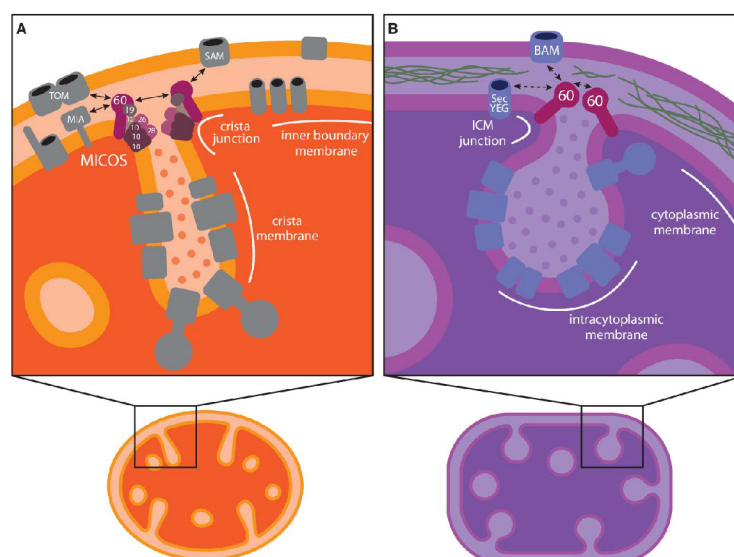 A
SAM
TOM
60
MIA
19
26
10
28
10
10
MICOS
crista
junction
inner boundary
membrane
crista
membrane
B
BAM
Sec
YEG
60
60
ICM
junction
cytoplasmic
membrane
intracytoplasmic
membrane